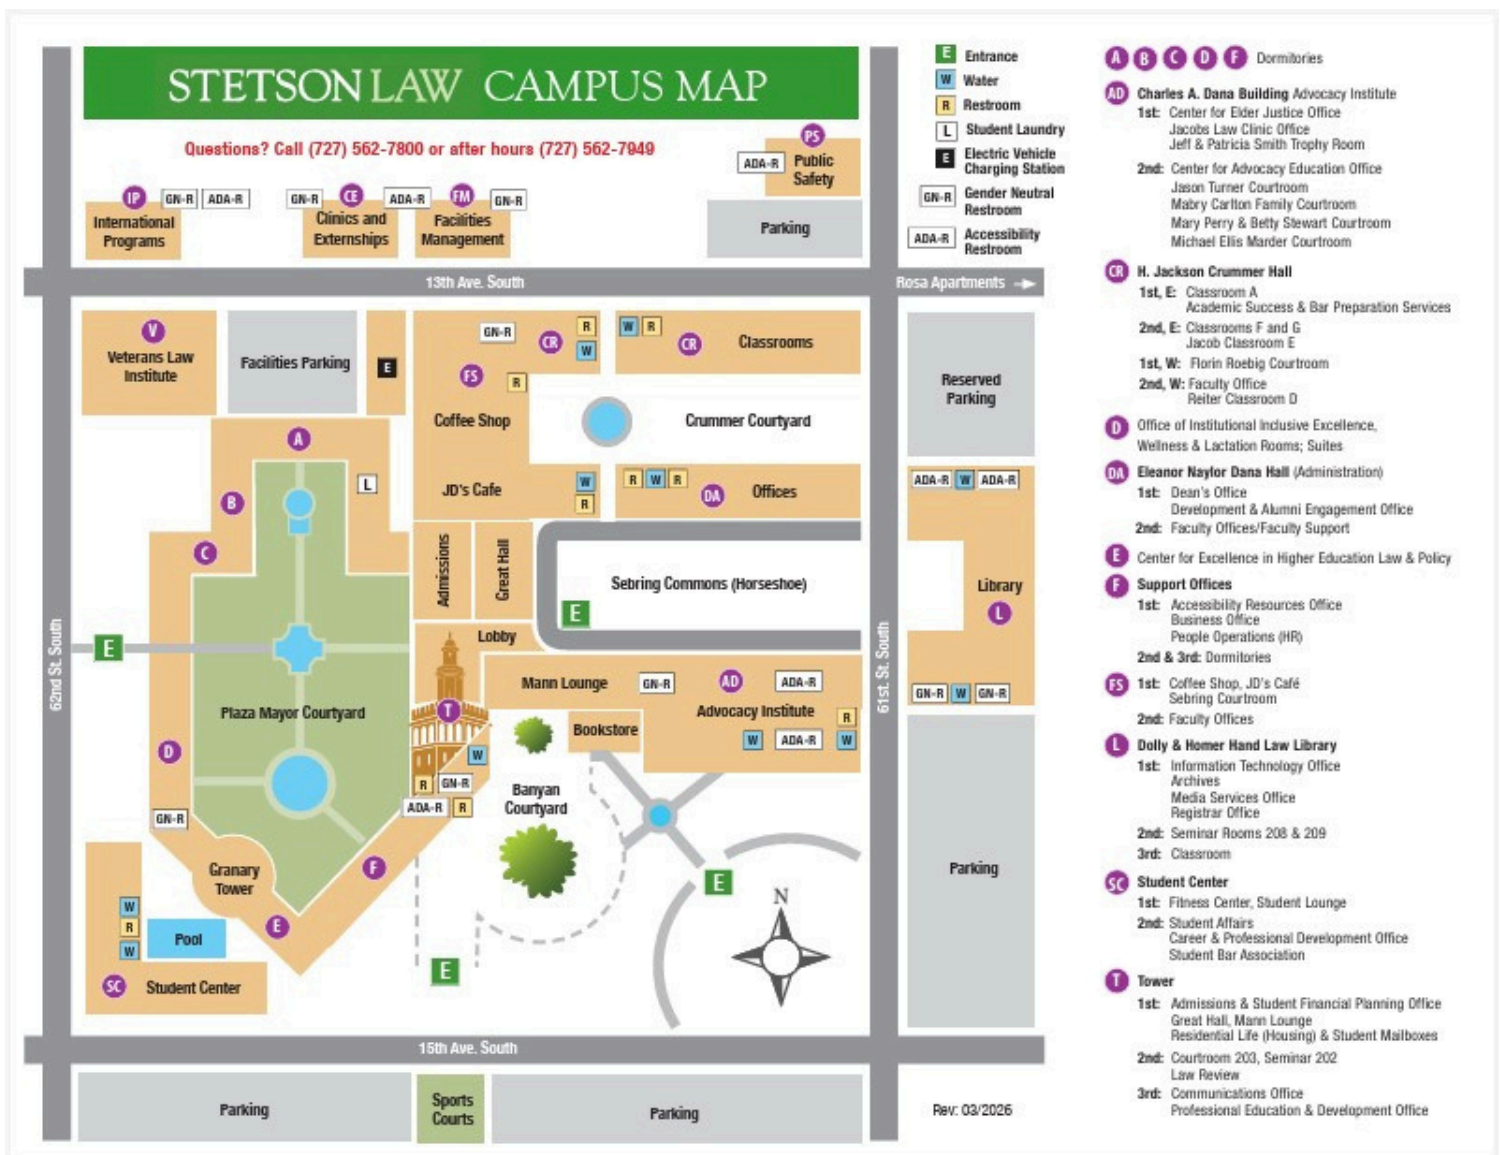 STETSON LAW CAMPUS MAP
Questions? Call (727) 562-7800 or after hours (727) 562-7949
PS
ADA-R
Public
Safety
Parking
IP
GN-R
ADA-R
International
Programs
GN-R
CE
ADA-R
Clinics and
Externships
FM
GN-R
Facilities
Management
13th Ave. South
Rosa Apartments
E Entrance
W Water
R Restroom
L Student Laundry
E Electric Vehicle
Charging Station
GN-R Gender Neutral
Restroom
ADA-R Accessibility
Restroom
V
Veterans Law
Institute
Facilities Parking
E
GN-R
CR
R
W
FS
R
Coffee Shop
W R
CR
Classrooms
Crummer Courtyard
Reserved
Parking
A
B
L
C
JD's Cafe
W
R
R W R
DA
Offices
ADA-R W ADA-R
Admissions
Great Hall
Sebring Commons (Horseshoe)
E
Library
L
GN-R W GN-R
62nd St. South
61st. St. South
E
Lobby
Plaza Mayor Courtyard
T
Mann Lounge
GN-R
AD
ADA-R
Advocacy Institute
R
W
ADA-R
W
Bookstore
D
W
R
GN-R
ADA-R
R
Banyan
Courtyard
GN-R
Granary
Tower
F
E
E
N
Parking
W
R
W
Pool
SC
Student Center
E
15th Ave. South
Parking
Sports
Courts
Parking
Rev: 03/2026
A B C D F Dormitories
AD Charles A. Dana Building Advocacy Institute
1st: Center for Elder Justice Office
Jacobs Law Clinic Office
Jeff & Patricia Smith Trophy Room
2nd: Center for Advocacy Education Office
Jason Turner Courtroom
Mabry Carlton Family Courtroom
Mary Perry & Betty Stewart Courtroom
Michael Ellis Marder Courtroom
CR H. Jackson Crummer Hall
1st, E: Classroom A
Academic Success & Bar Preparation Services
2nd, E: Classrooms F and G
Jacob Classroom E
1st, W: Florin Roebig Courtroom
2nd, W: Faculty Office
Reiter Classroom D
D Office of Institutional Inclusive Excellence,
Wellness & Lactation Rooms; Suites
DA Eleanor Naylor Dana Hall (Administration)
1st: Dean's Office
Development & Alumni Engagement Office
2nd: Faculty Offices/Faculty Support
E Center for Excellence in Higher Education Law & Policy
F Support Offices
1st: Accessibility Resources Office
Business Office
People Operations (HR)
2nd & 3rd: Dormitories
FS 1st: Coffee Shop, JD's Café
Sebring Courtroom
2nd: Faculty Offices
L Dolly & Homer Hand Law Library
1st: Information Technology Office
Archives
Media Services Office
Registrar Office
2nd: Seminar Rooms 208 & 209
3rd: Classroom
SC Student Center
1st: Fitness Center, Student Lounge
2nd: Student Affairs
Career & Professional Development Office
Student Bar Association
T Tower
1st: Admissions & Student Financial Planning Office
Great Hall, Mann Lounge
Residential Life (Housing) & Student Mailboxes
2nd: Courtroom 203, Seminar 202
Law Review
3rd: Communications Office
Professional Education & Development Office